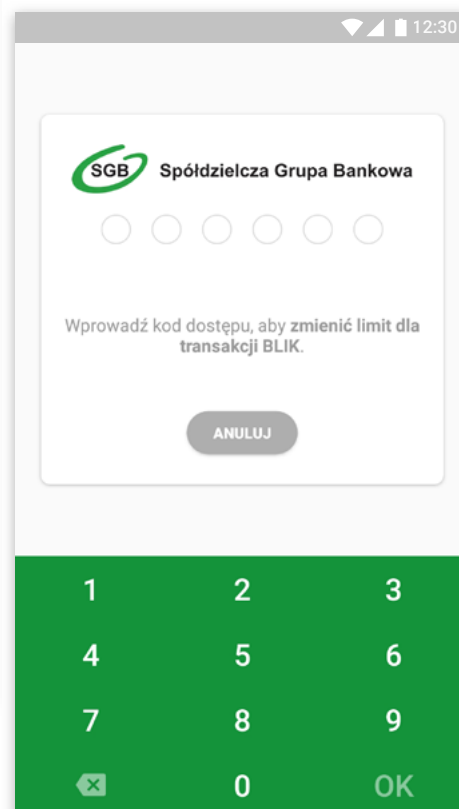 12:30
SGB Spółdzielcza Grupa Bankowa
Wprowadź kod dostępu, aby zmienić limit dla
transakcji BLIK.
ANULUJ
1 2 3
4 5 6
7 8 9
0 OK